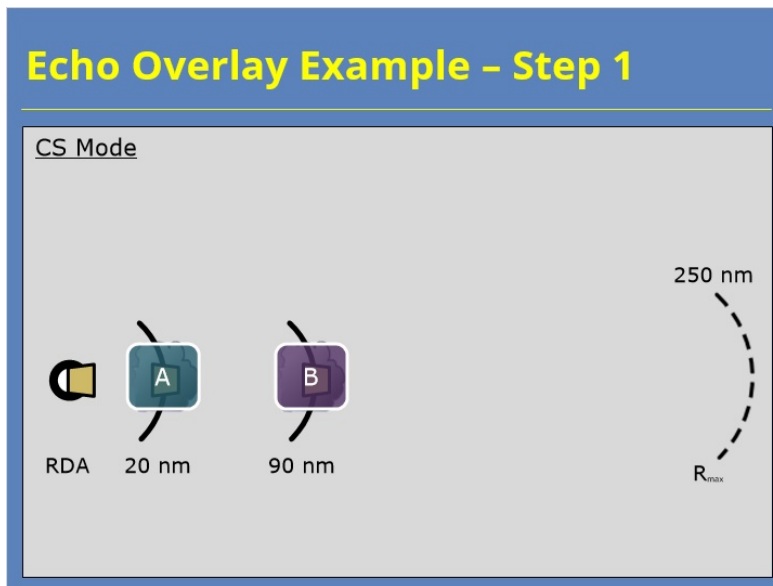 Echo Overlay Example – Step 1
CS Mode
250 nm
A
B
RDA
20 nm
90 nm
Rmax